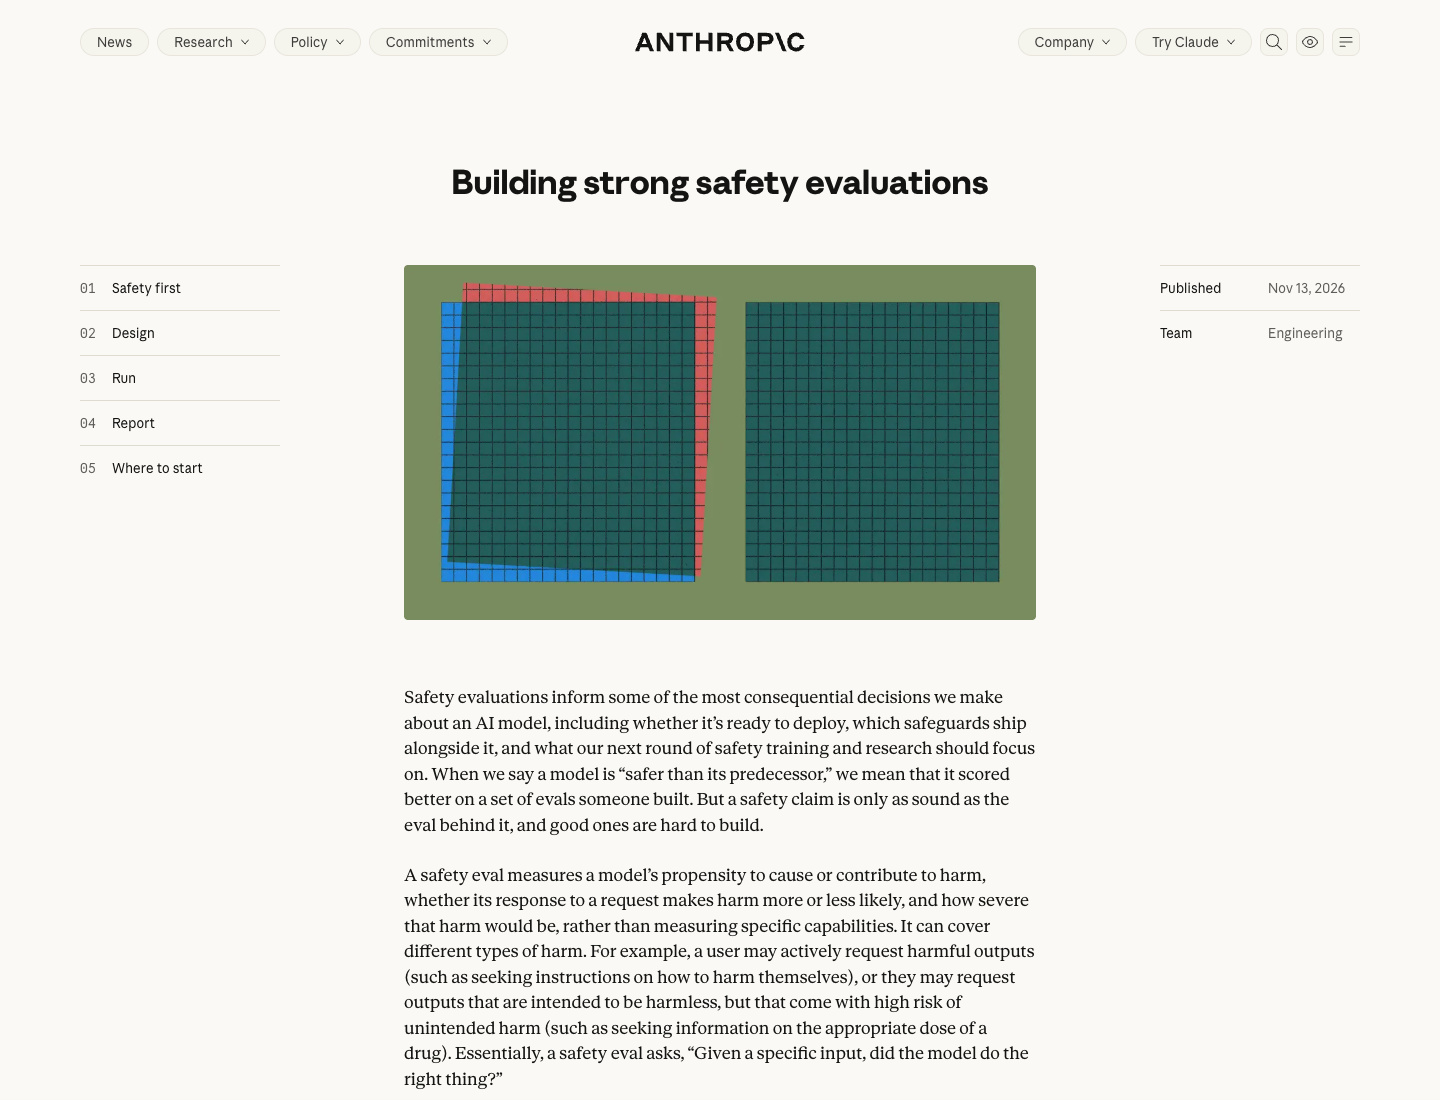 News
Research
Policy
Commitments
ANTHROP\C
Company
Try Claude
Building strong safety evaluations
01 Safety first
02 Design
03 Run
04 Report
05 Where to start
Published Nov 13, 2026
Team Engineering
Safety evaluations inform some of the most consequential decisions we make
about an AI model, including whether it’s ready to deploy, which safeguards ship
alongside it, and what our next round of safety training and research should focus
on. When we say a model is “safer than its predecessor,” we mean that it scored
better on a set of evals someone built. But a safety claim is only as sound as the
eval behind it, and good ones are hard to build.
A safety eval measures a model’s propensity to cause or contribute to harm,
whether its response to a request makes harm more or less likely, and how severe
that harm would be, rather than measuring specific capabilities. It can cover
different types of harm. For example, a user may actively request harmful outputs
(such as seeking instructions on how to harm themselves), or they may request
outputs that are intended to be harmless, but that come with high risk of
unintended harm (such as seeking information on the appropriate dose of a
drug). Essentially, a safety eval asks, “Given a specific input, did the model do the
right thing?”